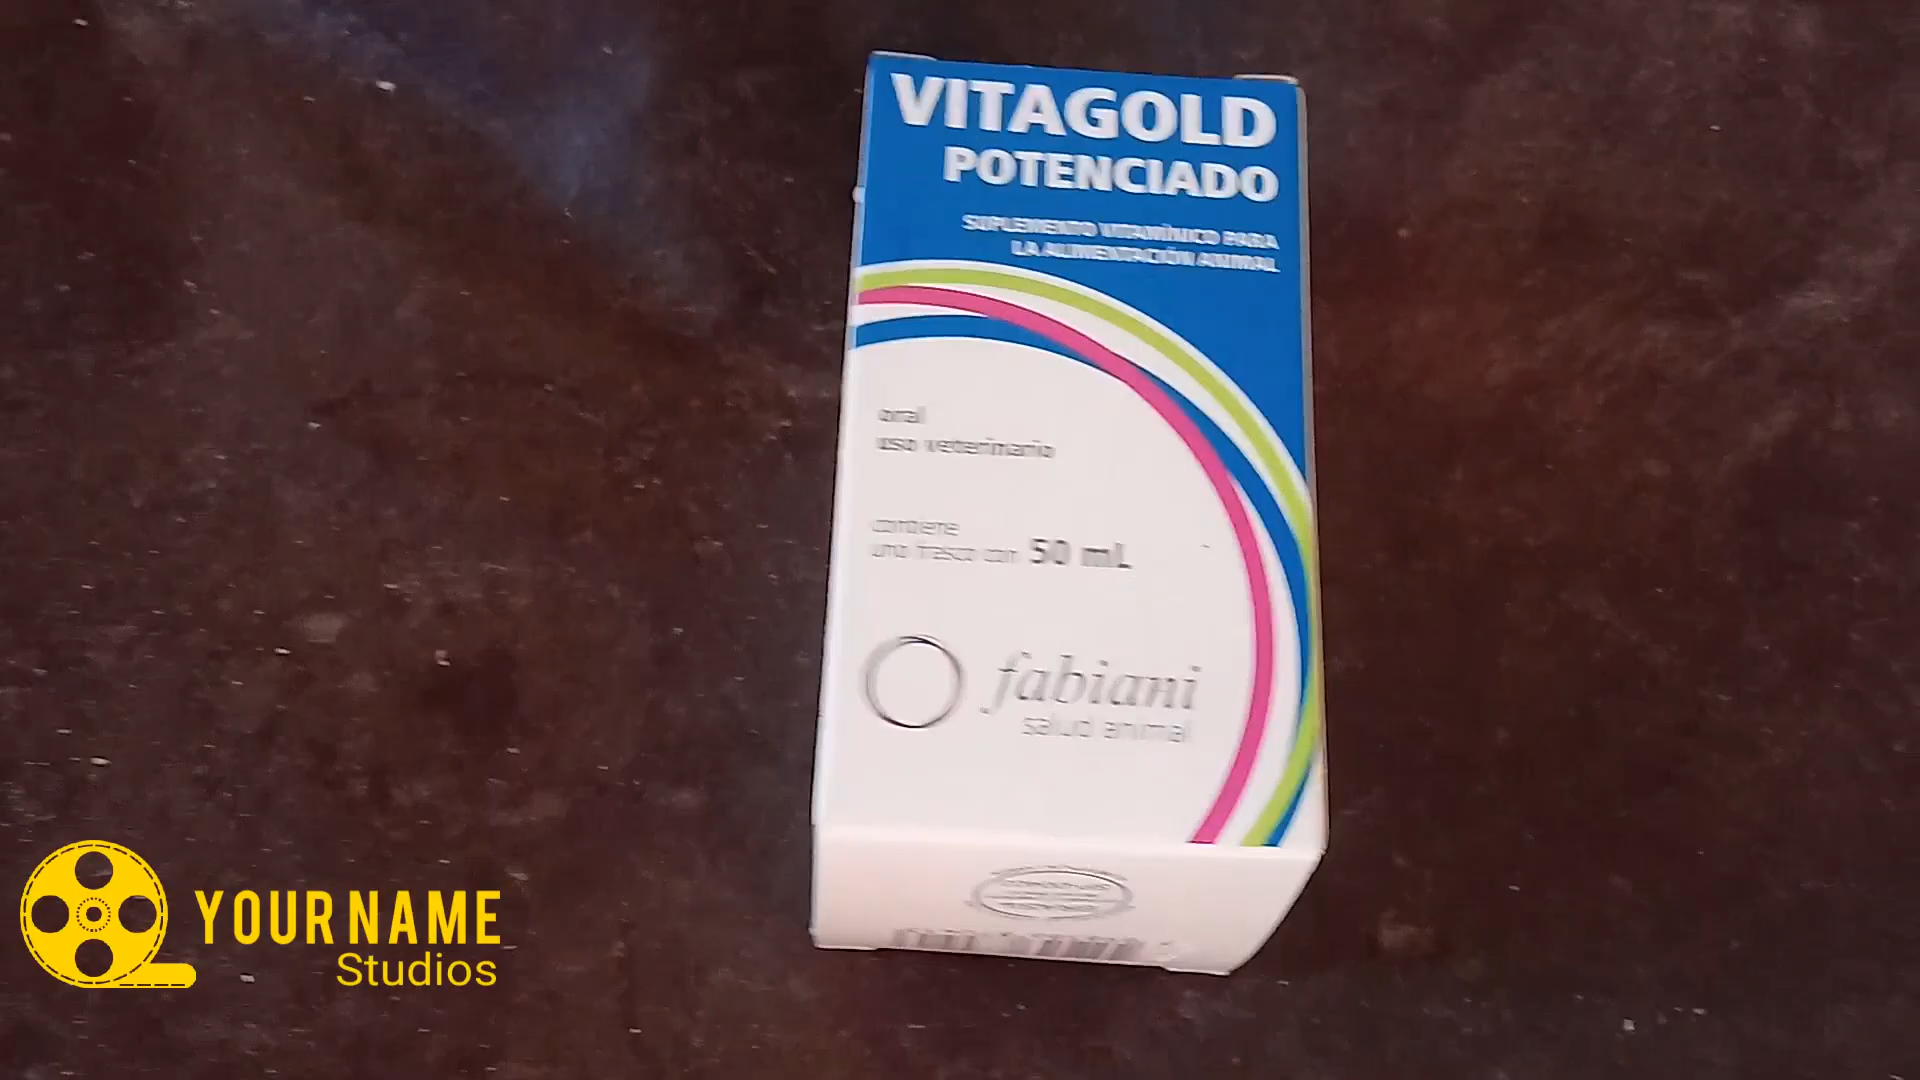 VITAGOLD
POTENCIADO
SUPLEMENTO VITAMÍNICO PARA
LA ALIMENTACIÓN ANIMAL
oral
uso veterinario
contiene
un frasco con 50 mL
fabiani
salud animal
YOUR NAME
Studios